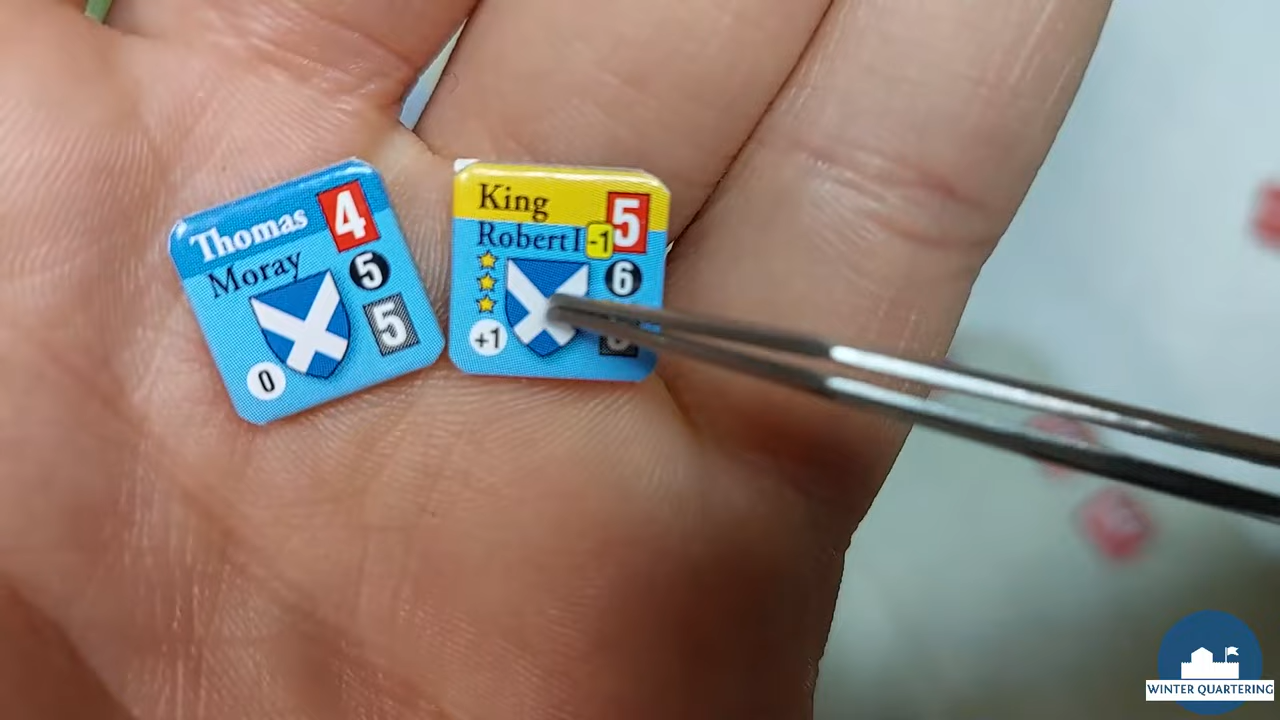 Thomas 4
Moray
5
5
0
King 5
Robert I -1
6
+1
WINTER QUARTERING